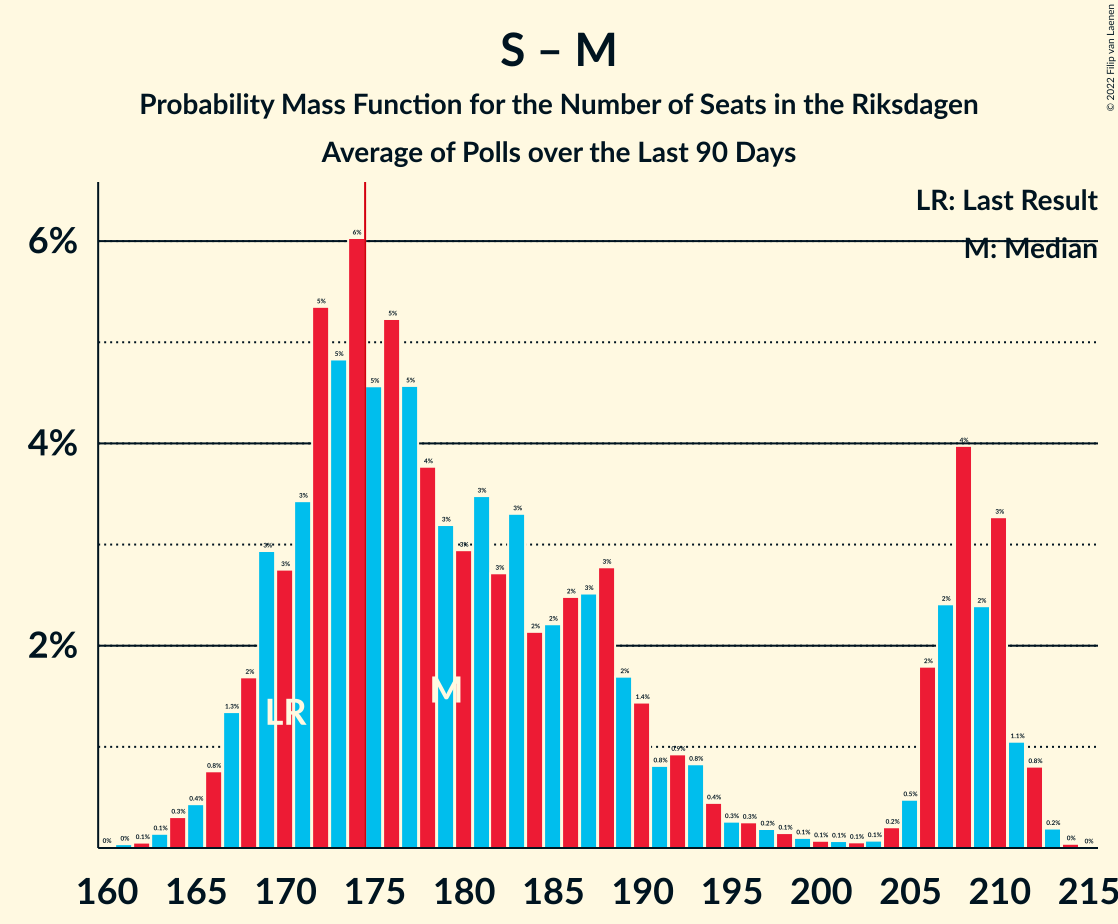 S – M
Probability Mass Function for the Number of Seats in the Riksdagen
Average of Polls over the Last 90 Days
© 2022 Filip van Laenen
LR: Last Result
M: Median
6%
4%
2%
0% 0% 0.1% 0.1% 0.3% 0.4% 0.8% 1.3% 2% 3% 3% 3% 5% 5% 6% 5% 5% 5% 4% 3% 3% 3% 3% 3% 2% 2% 2% 3% 3% 2% 1.4% 0.8% 0.9% 0.8% 0.4% 0.3% 0.3% 0.2% 0.1% 0.1% 0.1% 0.1% 0.1% 0.1% 0.2% 0.5% 2% 2% 4% 2% 3% 1.1% 0.8% 0.2% 0% 0%
LR
M
160 165 170 175 180 185 190 195 200 205 210 215